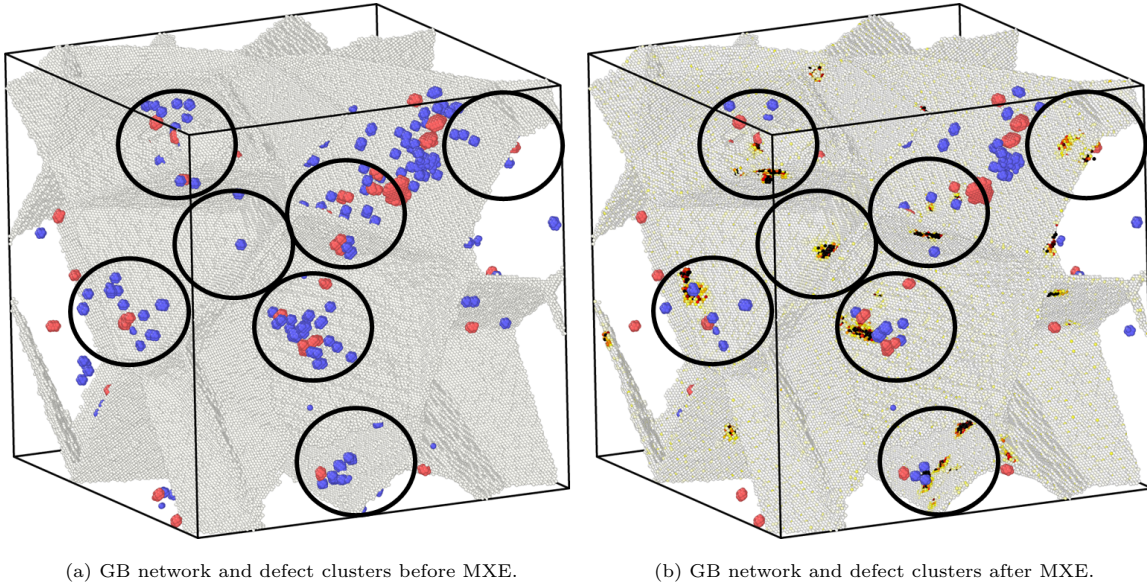 (a) GB network and defect clusters before MXE.
(b) GB network and defect clusters after MXE.